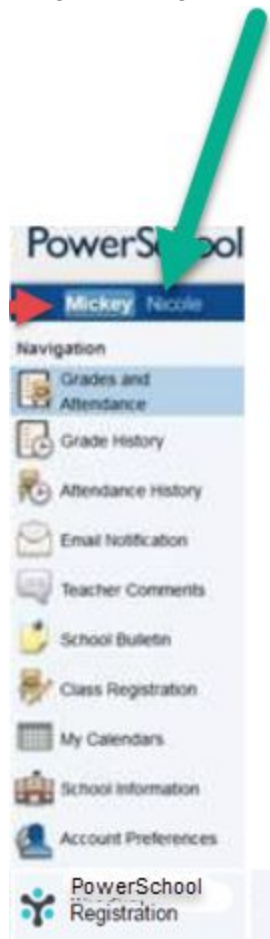 PowerSchool
Mickey Nicole
Navigation
Grades and
Attendance
Grade History
Attendance History
Email Notification
Teacher Comments
School Bulletin
Class Registration
My Calendars
School Information
Account Preferences
PowerSchool
Registration